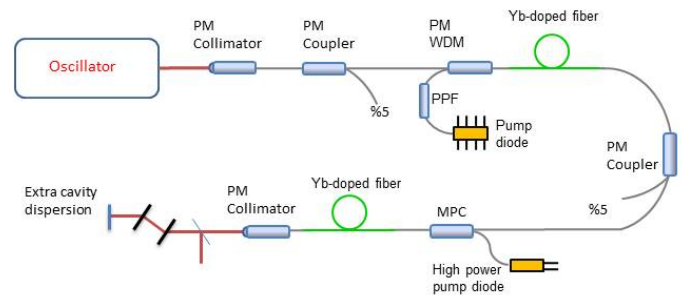 Oscillator
PM
Collimator
PM
Coupler
%5
PM
WDM
PPF
Pump
diode
Yb-doped fiber
PM
Coupler
%5
MPC
High power
pump diode
Yb-doped fiber
PM
Collimator
Extra cavity
dispersion